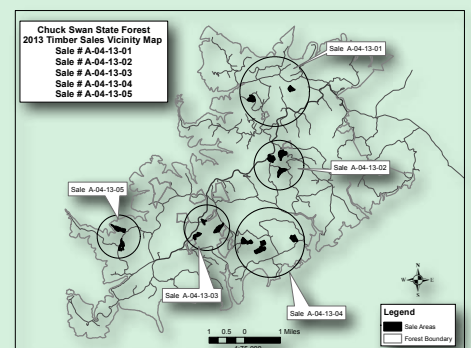 Chuck Swan State Forest
2013 Timber Sales Vicinity Map
Sale # A-04-13-01
Sale # A-04-13-02
Sale # A-04-13-03
Sale # A-04-13-04
Sale # A-04-13-05
Sale A-04-13-01
Sale A-04-13-02
Sale A-04-13-05
Sale A-04-13-03
Sale A-04-13-04
N
W E
S
Legend
Sale Areas
Forest Boundary
1 0.5 0 1 Miles
1:75,000